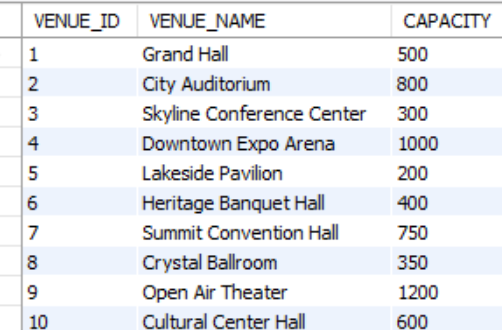 VENUE_ID VENUE_NAME CAPACITY
1 Grand Hall 500
2 City Auditorium 800
3 Skyline Conference Center 300
4 Downtown Expo Arena 1000
5 Lakeside Pavilion 200
6 Heritage Banquet Hall 400
7 Summit Convention Hall 750
8 Crystal Ballroom 350
9 Open Air Theater 1200
10 Cultural Center Hall 600